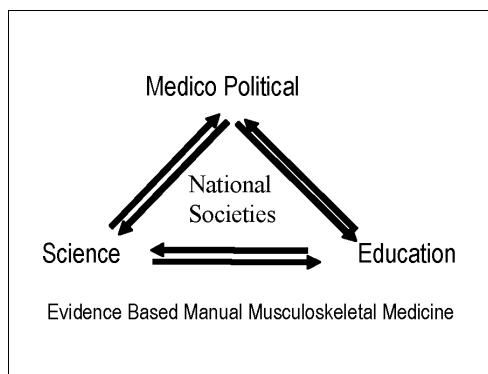 Medico Political
National
Societies
Science
Education
Evidence Based Manual Musculoskeletal Medicine